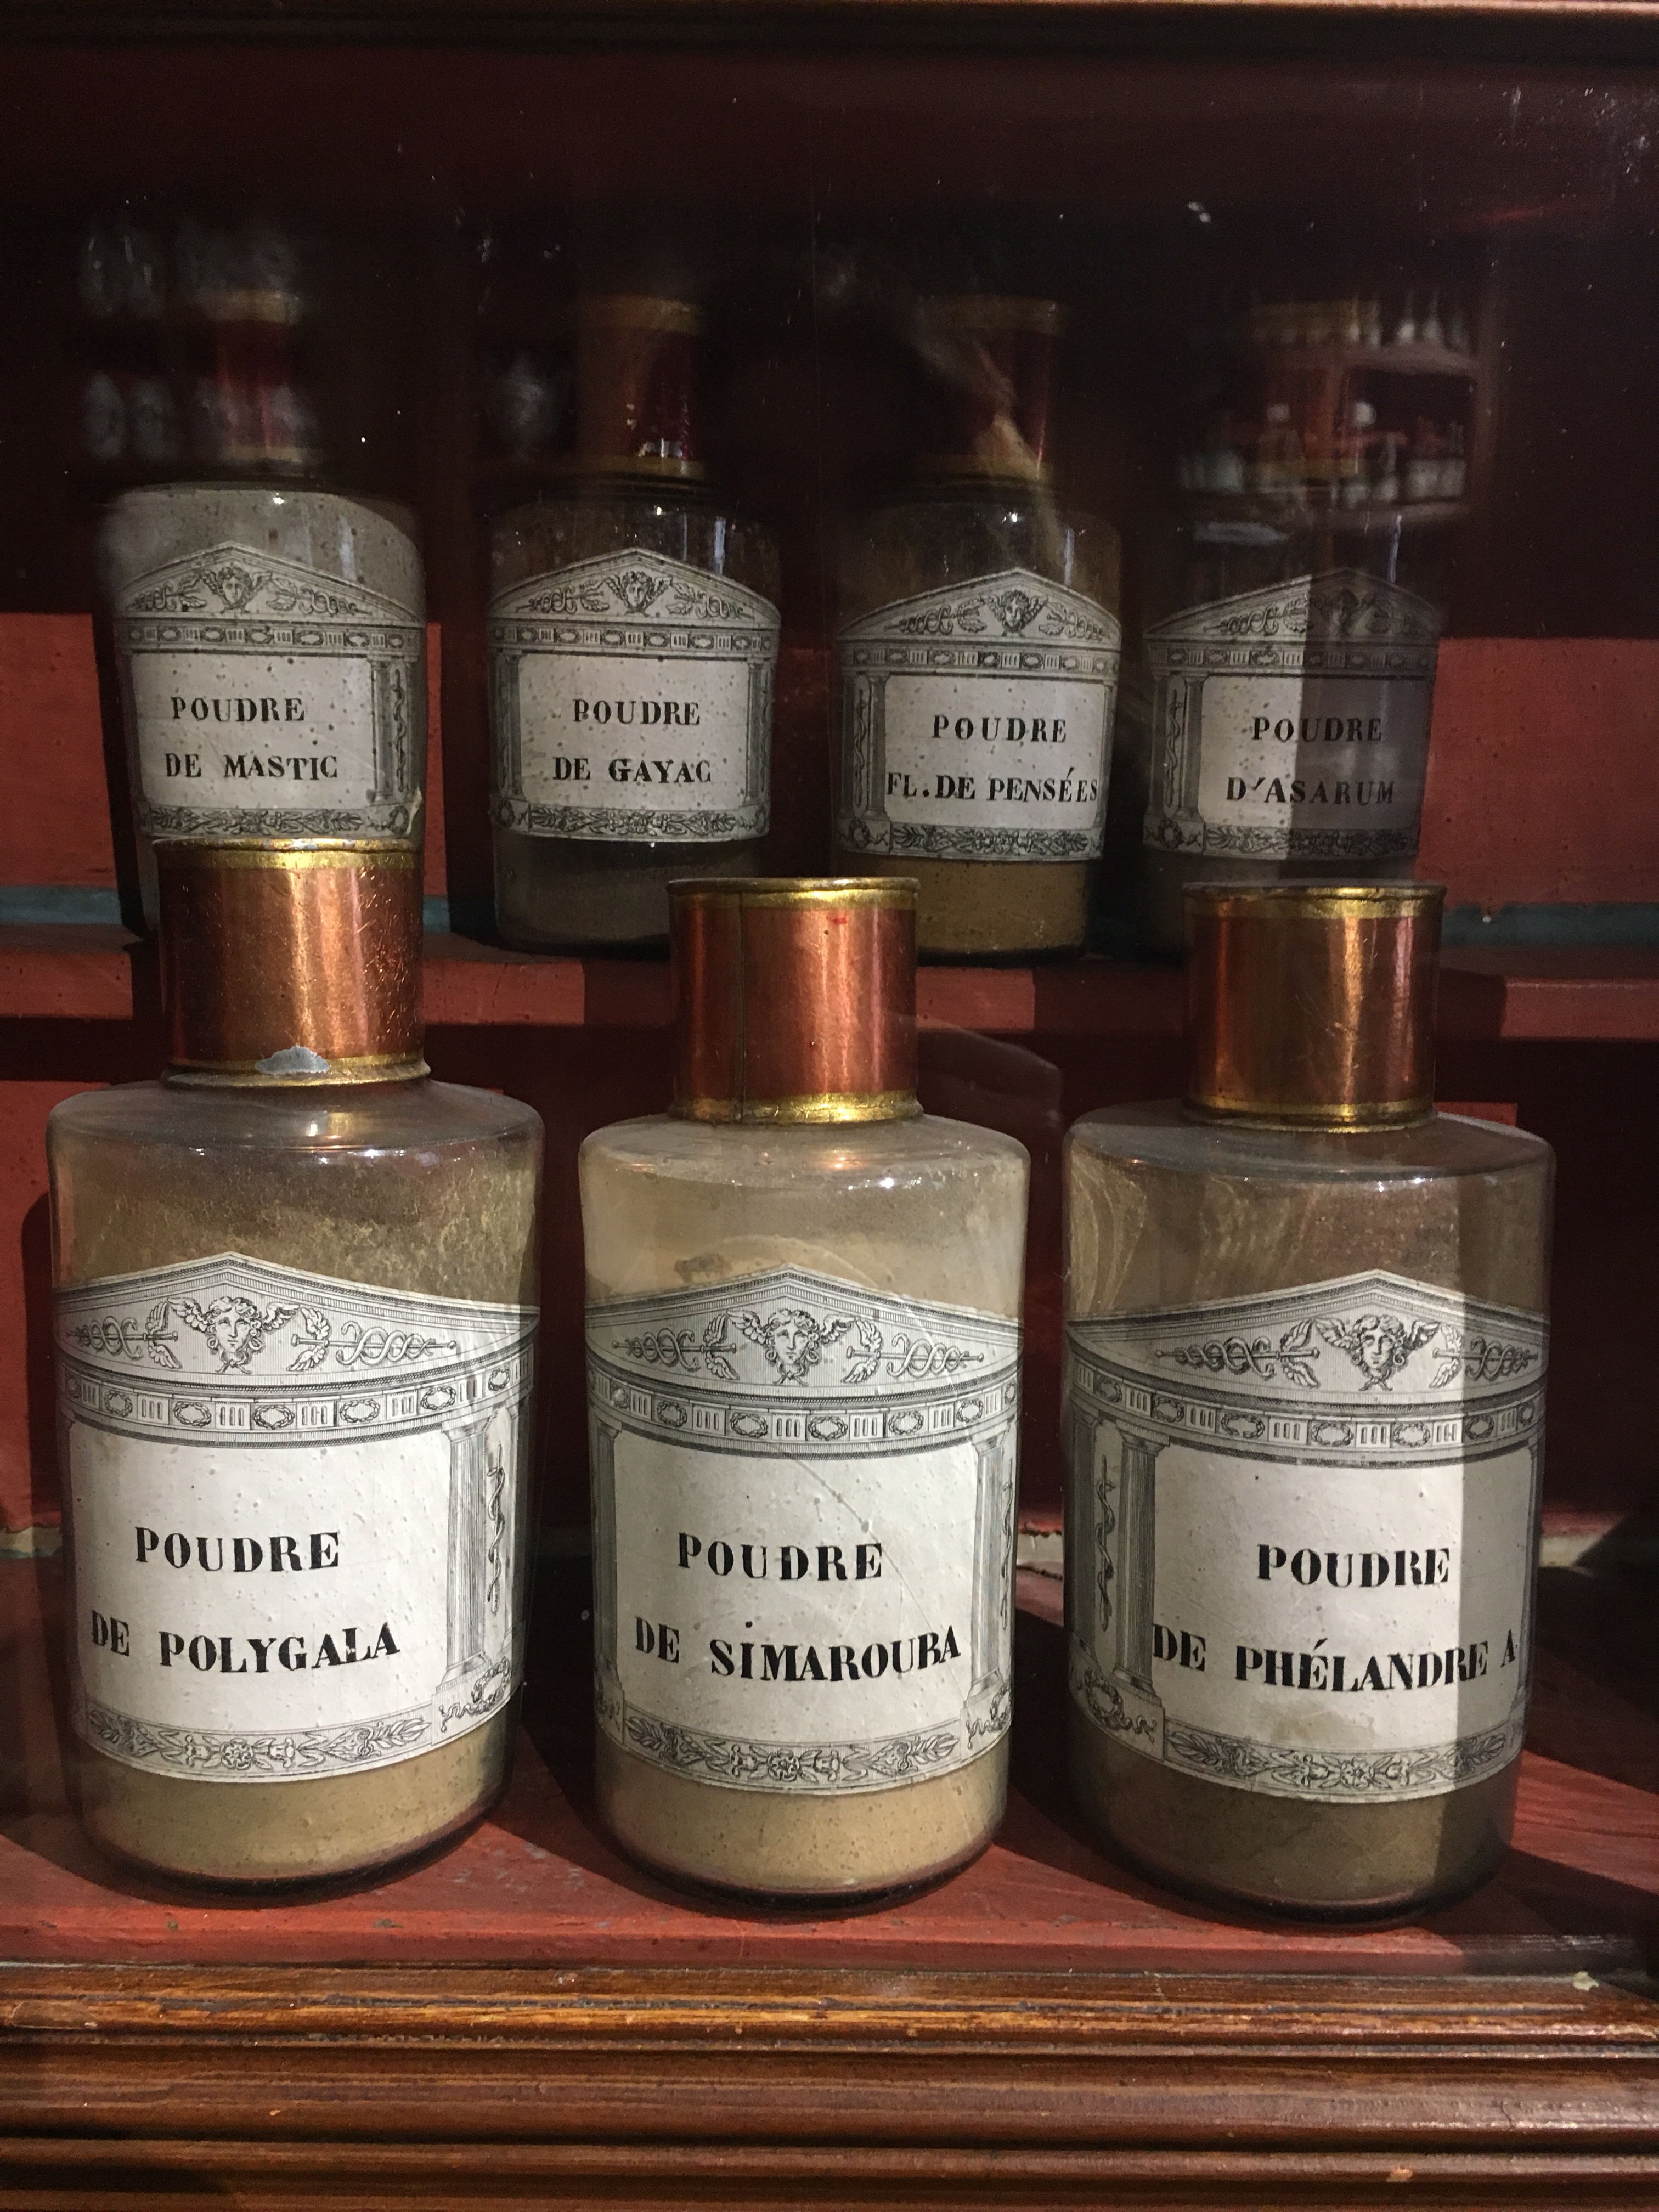 POUDRE
DE MASTIC
POUDRE
DE GAYAC
POUDRE
FL. DE PENSÉES
POUDRE
D'ASARUM
POUDRE
DE POLYGALA
POUDRE
DE SIMAROUBA
POUDRE
DE PHÉLANDRE A